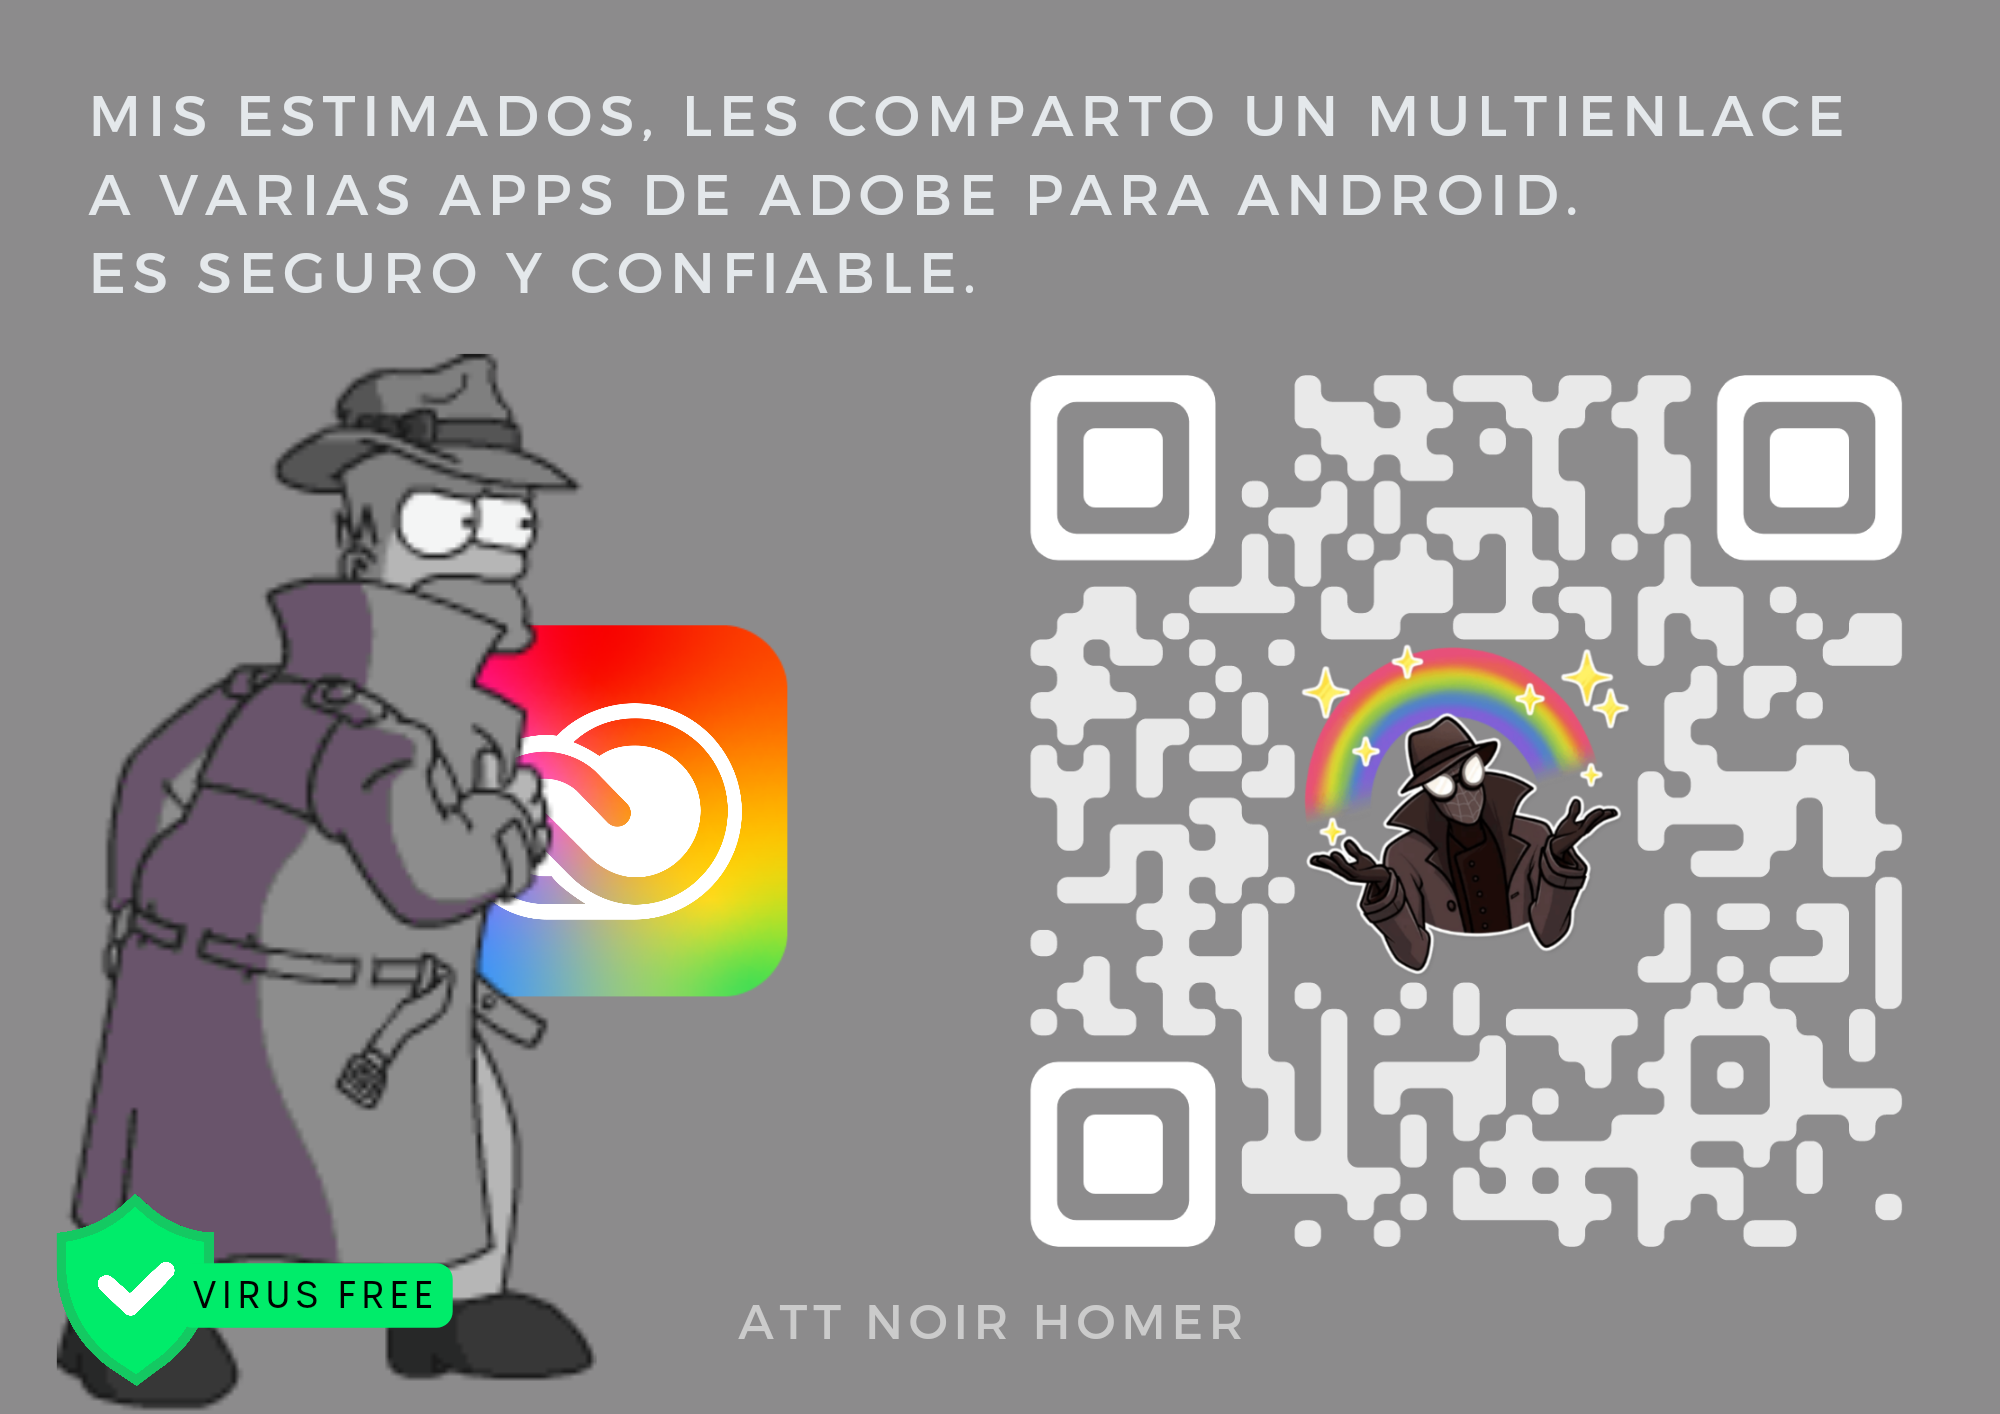 MIS ESTIMADOS, LES COMPARTO UN MULTIENLACE
A VARIAS APPS DE ADOBE PARA ANDROID.
ES SEGURO Y CONFIABLE.
VIRUS FREE
ATT NOIR HOMER